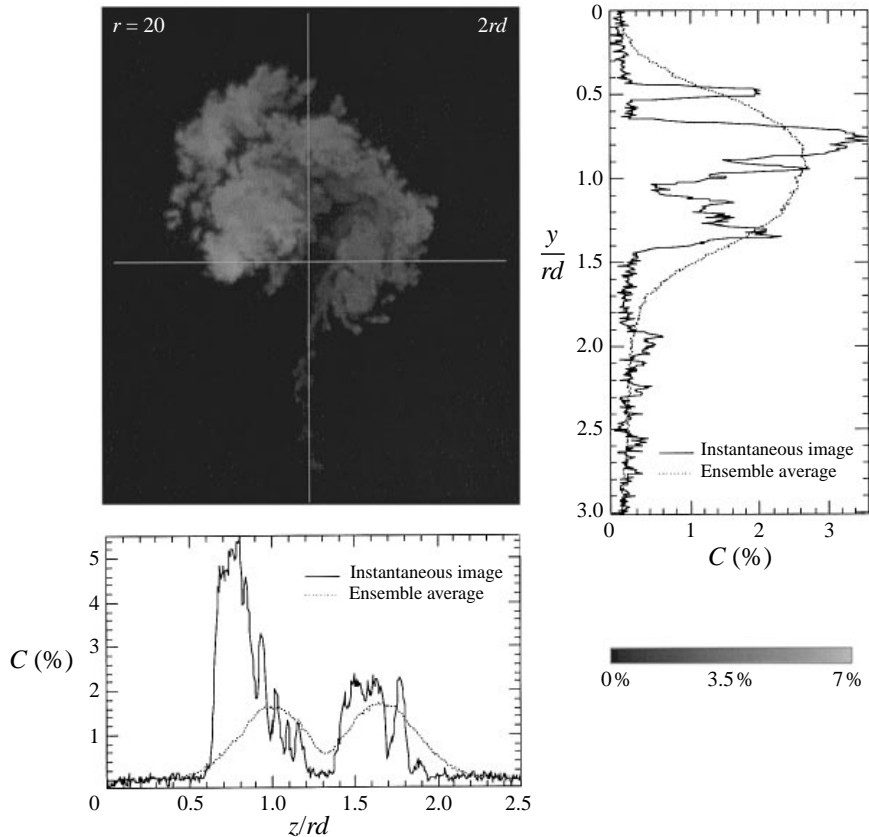 r = 20
2rd
0
0.5
1.0
y/rd
1.5
2.0
2.5
3.0
Instantaneous image
Ensemble average
0 1 2 3
C (%)
5
4
3
2
1
C (%)
Instantaneous image
Ensemble average
0 0.5 1.0 1.5 2.0 2.5
z/rd
0% 3.5% 7%